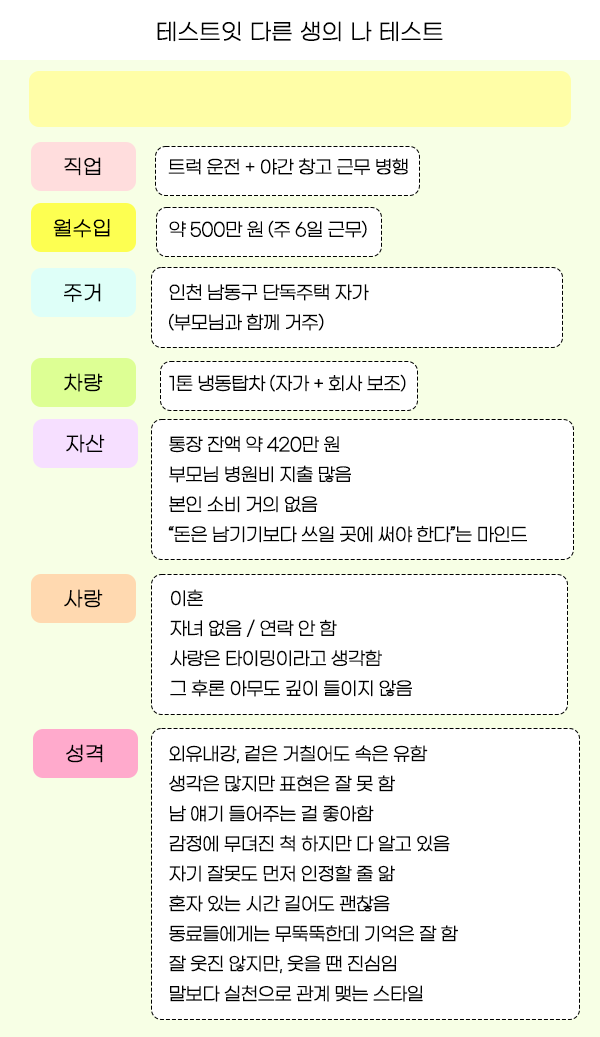 테스트잇 다른 생의 나 테스트
직업
트럭 운전 + 야간 창고 근무 병행
월수입
약 500만 원 (주 6일 근무)
주거
인천 남동구 단독주택 자가
(부모님과 함께 거주)
차량
1톤 냉동탑차 (자가 + 회사 보조)
자산
통장 잔액 약 420만 원
부모님 병원비 지출 많음
본인 소비 거의 없음
“돈은 남기기보다 쓰일 곳에 써야 한다”는 마인드
사랑
이혼
자녀 없음 / 연락 안 함
사랑은 타이밍이라고 생각함
그 후론 아무도 깊이 들이지 않음
성격
외유내강, 겉은 거칠어도 속은 유함
생각은 많지만 표현은 잘 못 함
남 얘기 들어주는 걸 좋아함
감정에 무뎌진 척 하지만 다 알고 있음
자기 잘못도 먼저 인정할 줄 앎
혼자 있는 시간 길어도 괜찮음
동료들에게는 무뚝뚝한데 기억은 잘 함
잘 웃진 않지만, 웃을 땐 진심임
말보다 실천으로 관계 맺는 스타일